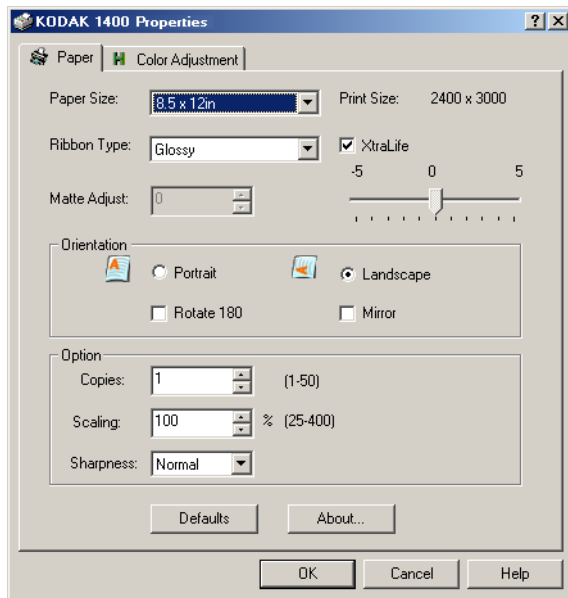 KODAK 1400 Properties
Paper Color Adjustment
Paper Size: 8.5 x 12in Print Size: 2400 x 3000
Ribbon Type: Glossy XtraLife
-5 0 5
Matte Adjust: 0
Orientation
A Portrait A Landscape
Rotate 180 Mirror
Option
Copies: 1 (1-50)
Scaling: 100 % (25-400)
Sharpness: Normal
Defaults About...
OK Cancel Help